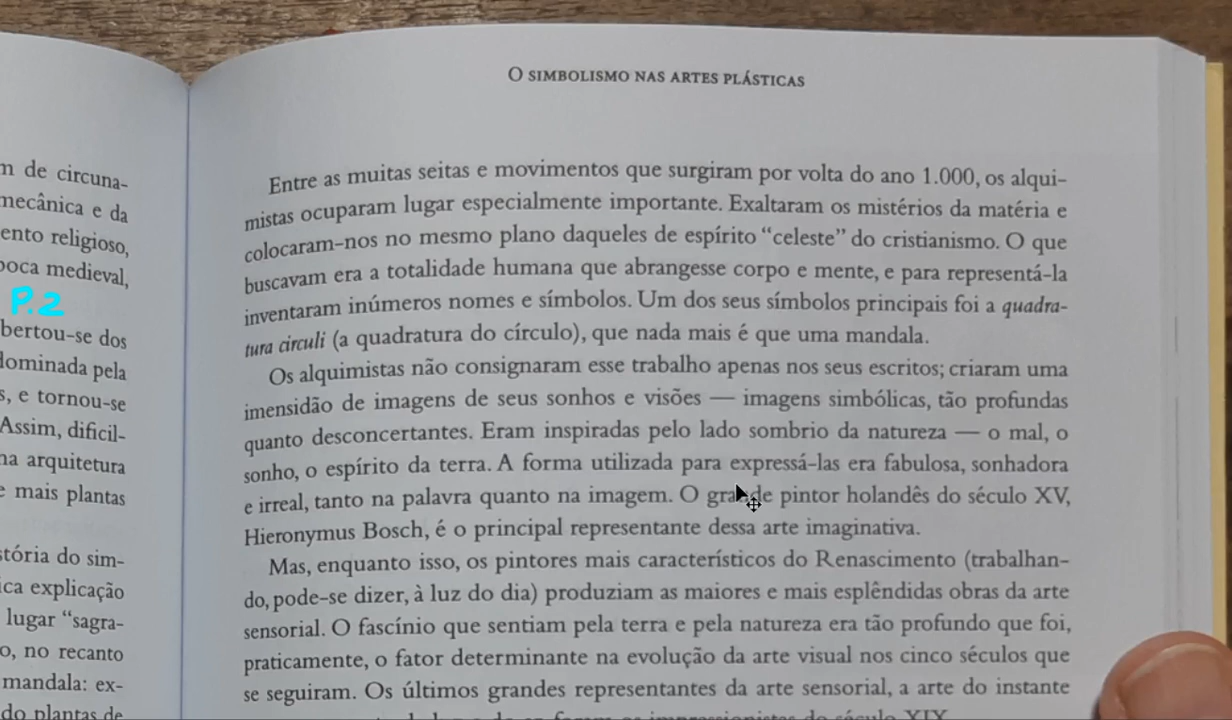 m de circuna-
mecânica e da
ento religioso,
poca medieval,
P.2
bertou-se dos
dominada pela
s, e tornou-se
Assim, dificil-
na arquitetura
e mais plantas
stória do sim-
ica explicação
lugar “sagra-
o, no recanto
mandala: ex-
do plantas de
O SIMBOLISMO NAS ARTES PLÁSTICAS
Entre as muitas seitas e movimentos que surgiram por volta do ano 1.000, os alqui-
mistas ocuparam lugar especialmente importante. Exaltaram os mistérios da matéria e
colocaram-nos no mesmo plano daqueles de espírito “celeste” do cristianismo. O que
buscavam era a totalidade humana que abrangesse corpo e mente, e para representá-la
inventaram inúmeros nomes e símbolos. Um dos seus símbolos principais foi a quadra-
tura circuli (a quadratura do círculo), que nada mais é que uma mandala.
Os alquimistas não consignaram esse trabalho apenas nos seus escritos; criaram uma
imensidão de imagens de seus sonhos e visões — imagens simbólicas, tão profundas
quanto desconcertantes. Eram inspiradas pelo lado sombrio da natureza — o mal, o
sonho, o espírito da terra. A forma utilizada para expressá-las era fabulosa, sonhadora
e irreal, tanto na palavra quanto na imagem. O grande pintor holandês do século XV,
Hieronymus Bosch, é o principal representante dessa arte imaginativa.
Mas, enquanto isso, os pintores mais característicos do Renascimento (trabalhan-
do, pode-se dizer, à luz do dia) produziam as maiores e mais esplêndidas obras da arte
sensorial. O fascínio que sentiam pela terra e pela natureza era tão profundo que foi,
praticamente, o fator determinante na evolução da arte visual nos cinco séculos que
se seguiram. Os últimos grandes representantes da arte sensorial, a arte do instante
foram os impressionistas do século XIX